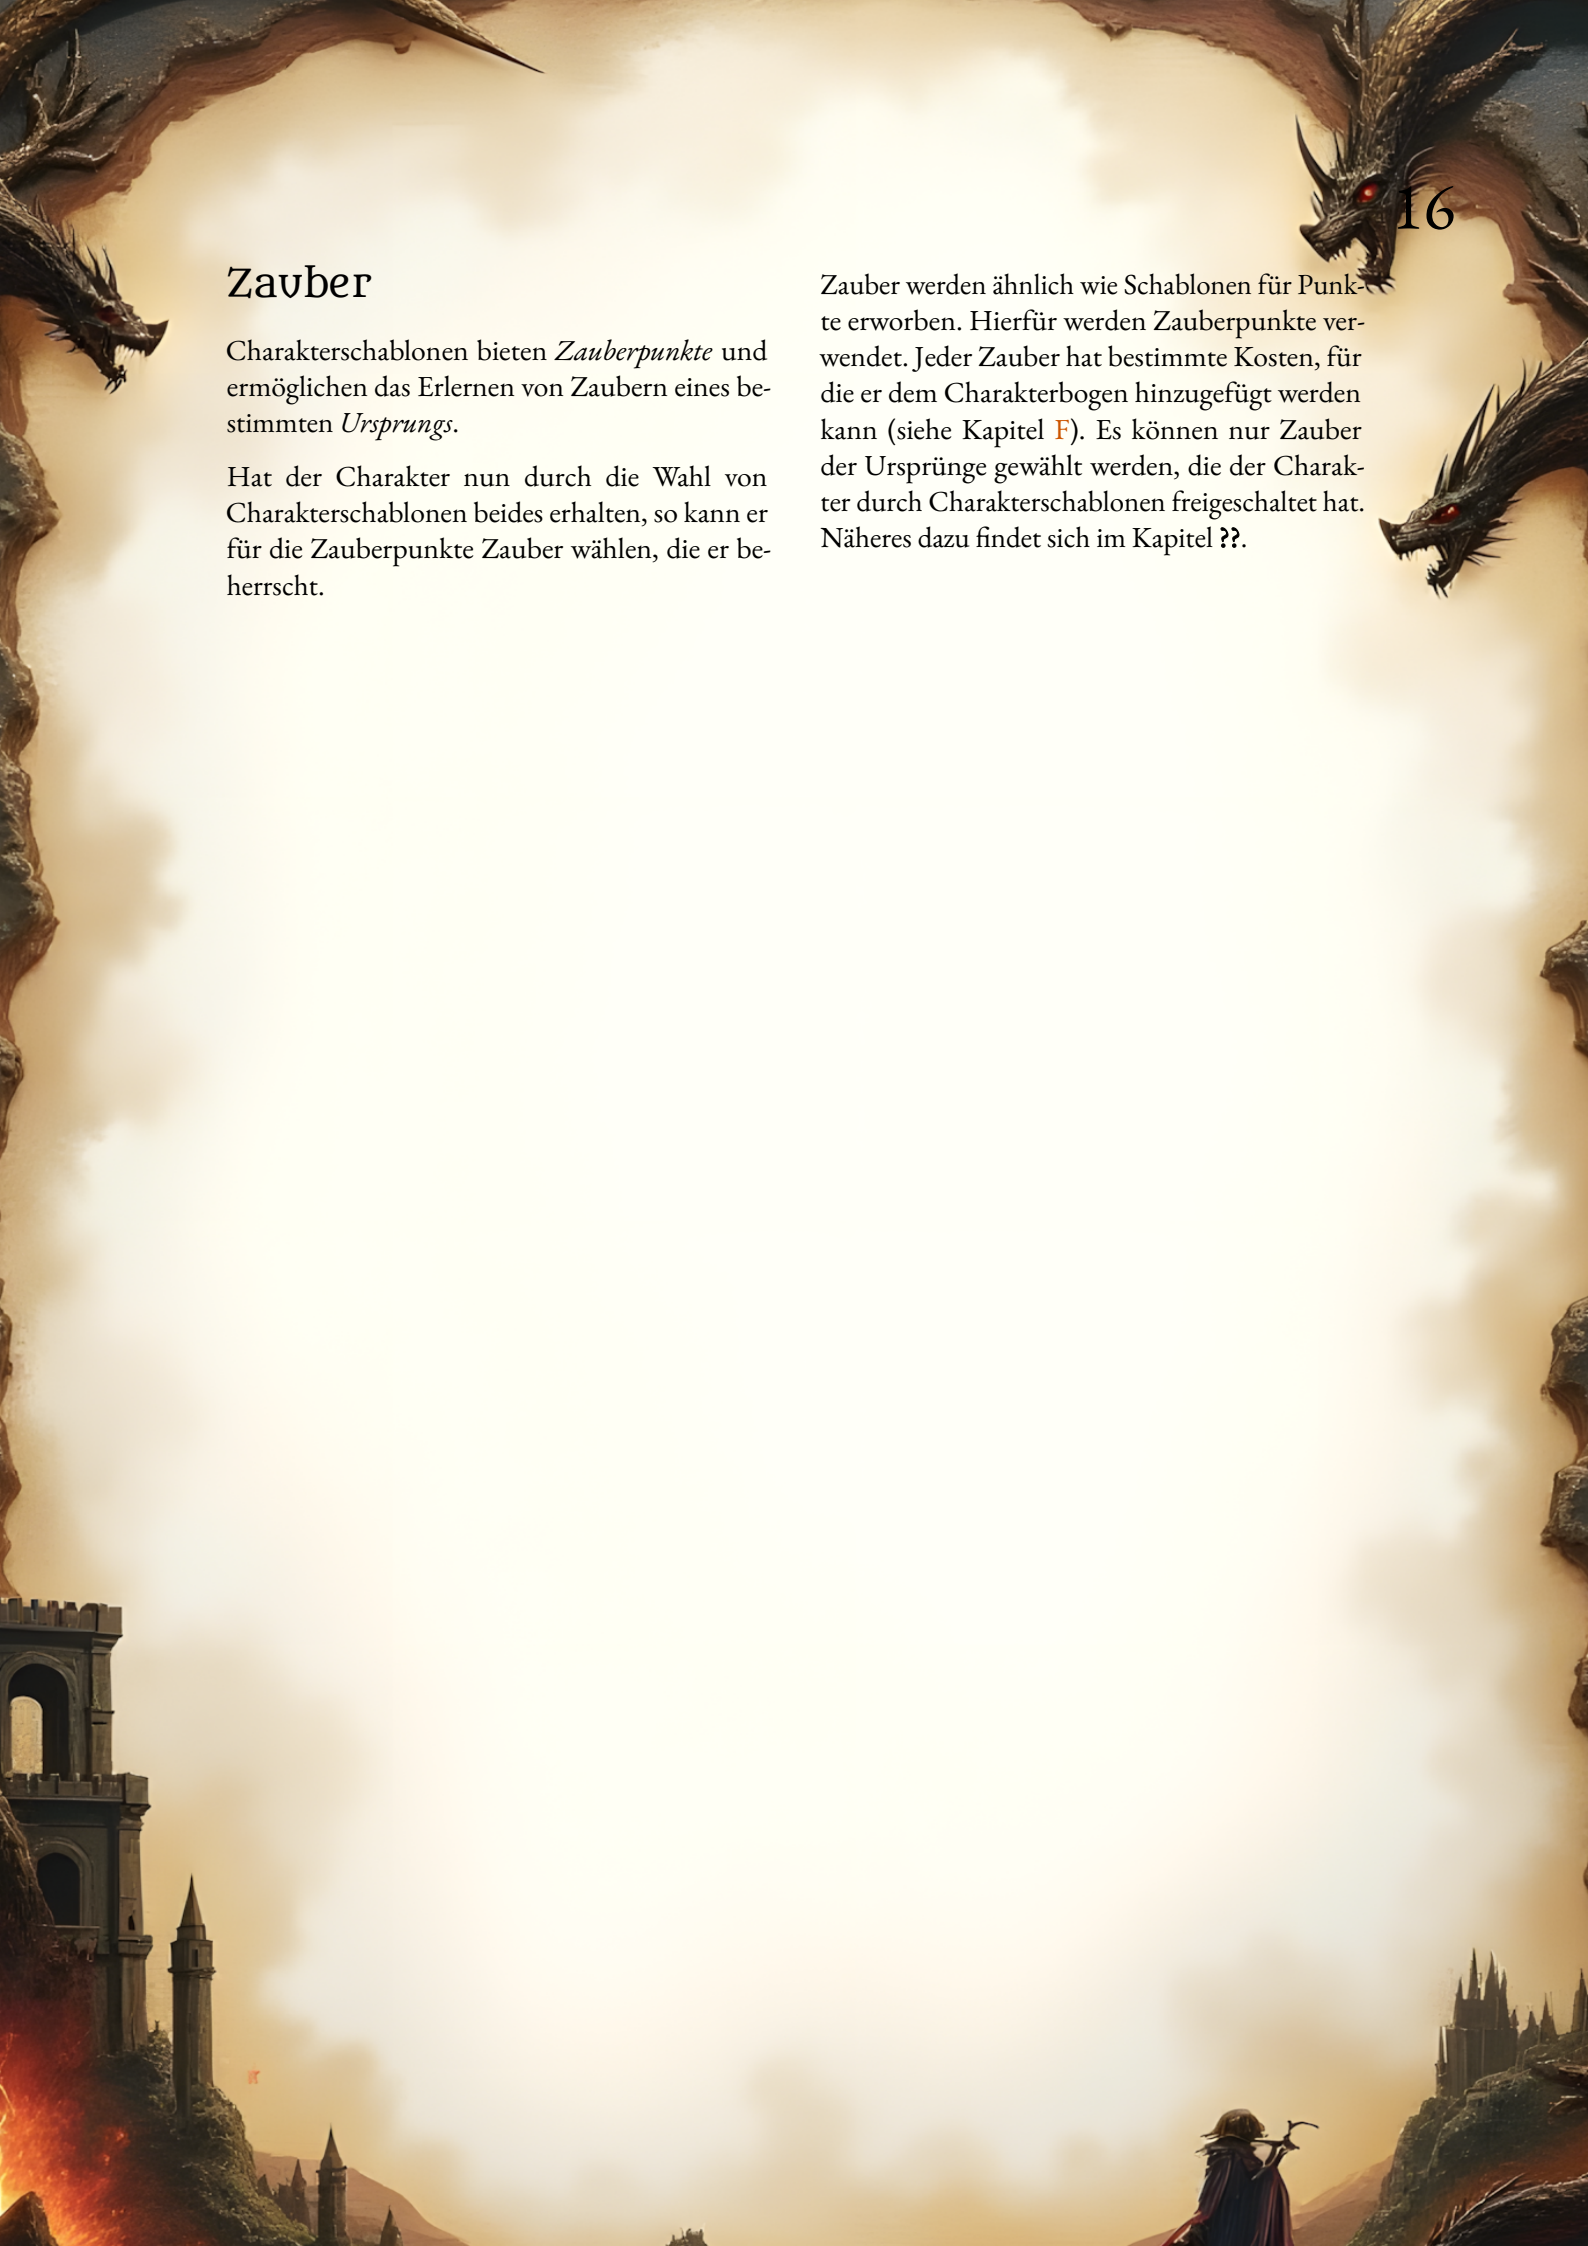 16
Zauber
Charakterschablonen bieten Zauberpunkte und
ermöglichen das Erlernen von Zaubern eines be-
stimmten Ursprungs.
Hat der Charakter nun durch die Wahl von
Charakterschablonen beides erhalten, so kann er
für die Zauberpunkte Zauber wählen, die er be-
herrscht.
Zauber werden ähnlich wie Schablonen für Punk-
te erworben. Hierfür werden Zauberpunkte ver-
wendet. Jeder Zauber hat bestimmte Kosten, für
die er dem Charakterbogen hinzugefügt werden
kann (siehe Kapitel F). Es können nur Zauber
der Ursprünge gewählt werden, die der Charak-
ter durch Charakterschablonen freigeschaltet hat.
Näheres dazu findet sich im Kapitel ??.